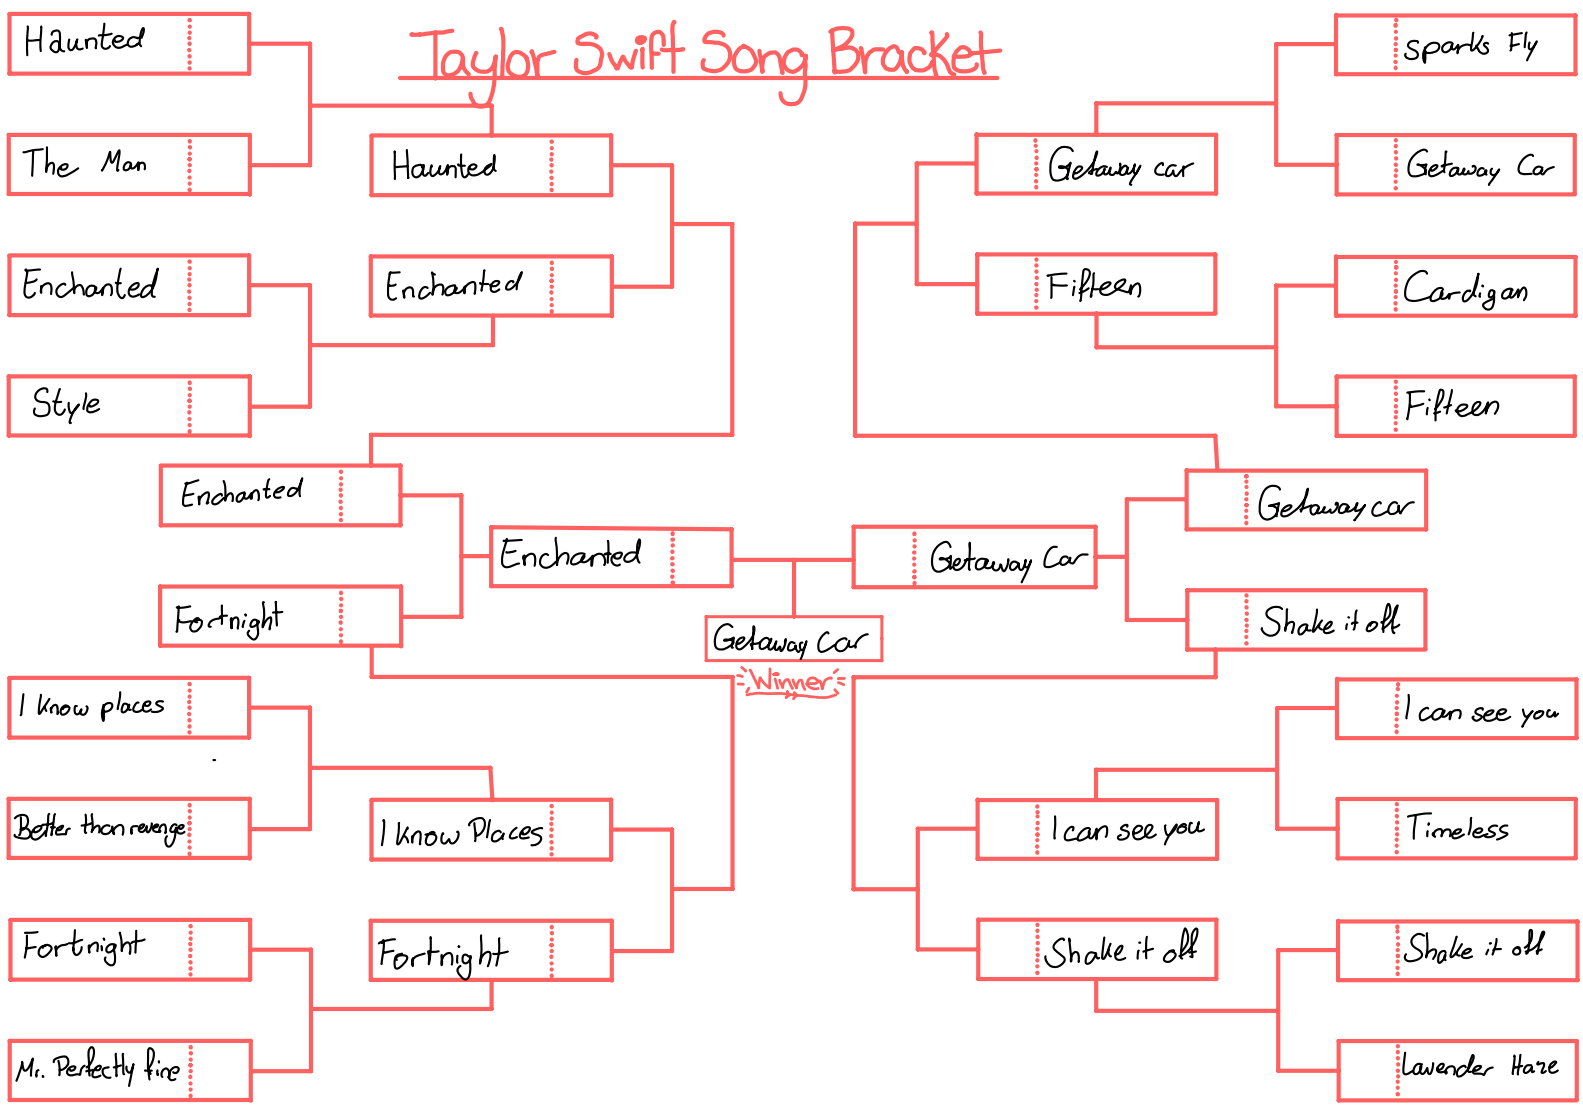 Taylor Swift Song Bracket
Haunted
The Man
Enchanted
Style
Haunted
Enchanted
Enchanted
Fortnight
Enchanted
I know places
Better than revenge
Fortnight
Mr. Perfectly fine
I know Places
Fortnight
Getaway Car
Winner
Sparks Fly
Getaway Car
Cardigan
Fifteen
Getaway car
Fifteen
Getaway car
Shake it off
Getaway Car
I can see you
Timeless
Shake it off
Lavender Haze
I can see you
Shake it off